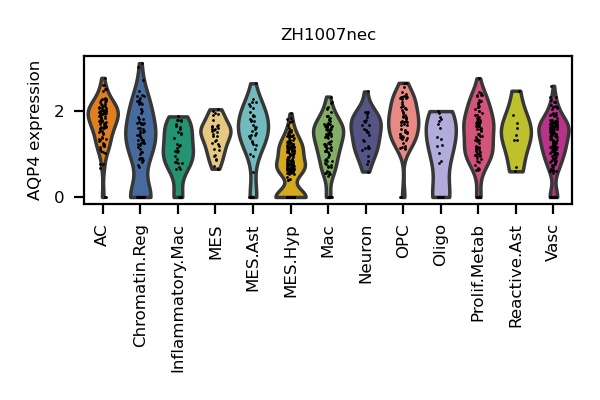 ZH1007nec
AQP4 expression
2
0
AC
Chromatin.Reg
Inflammatory.Mac
MES
MES.Ast
MES.Hyp
Mac
Neuron
OPC
Oligo
Prolif.Metab
Reactive.Ast
Vasc